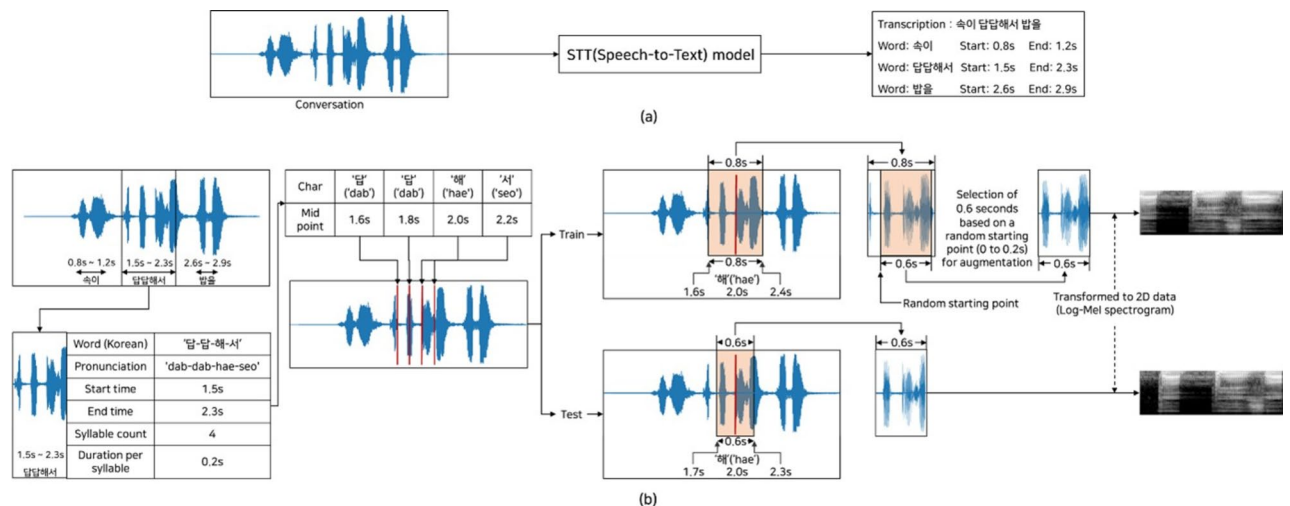 Conversation
STT(Speech-to-Text) model
Transcription : 속이 답답해서 밥을
Word: 속이 Start: 0.8s End: 1.2s
Word: 답답해서 Start: 1.5s End: 2.3s
Word: 밥을 Start: 2.6s End: 2.9s
(a)
0.8s ~ 1.2s 1.5s ~ 2.3s 2.6s ~ 2.9s
속이 답답해서 밥을
Word (Korean) '답-답-해-서'
Pronunciation 'dab-dab-hae-seo'
Start time 1.5s
End time 2.3s
Syllable count 4
Duration per
syllable
0.2s
1.5s ~ 2.3s
답답해서
Char '답' ('dab') '답' ('dab') '해' ('hae') '서' ('seo')
Mid
point
1.6s 1.8s 2.0s 2.2s
Train
0.8s
0.8s
'해'('hae')
1.6s 2.0s 2.4s
0.8s
0.6s
Random starting point
Selection of
0.6 seconds
based on a
random starting
point (0 to 0.2s)
for augmentation
0.6s
Transformed to 2D data
(Log-Mel spectrogram)
Test
0.6s
0.6s
'해'('hae')
1.7s 2.0s 2.3s
0.6s
(b)